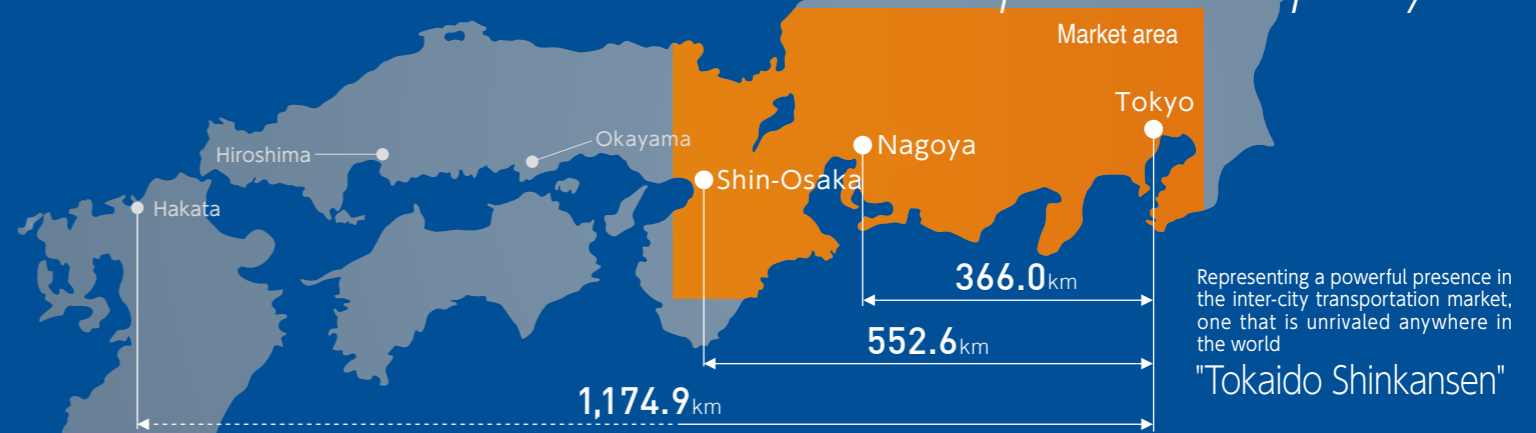 Market area
Tokyo
Nagoya
Okayama
Hiroshima
Shin-Osaka
Hakata
366.0km
552.6km
1,174.9km
Representing a powerful presence in
the inter-city transportation market,
one that is unrivaled anywhere in
the world
"Tokaido Shinkansen"